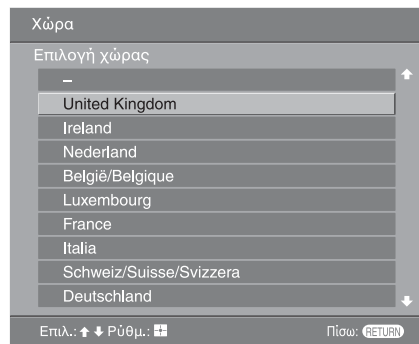 Χώρα
Επιλογή χώρας
–
United Kingdom
Ireland
Nederland
België/Belgique
Luxembourg
France
Italia
Schweiz/Suisse/Svizzera
Deutschland
Επιλ.: Ρύθμ.: Πίσω: RETURN